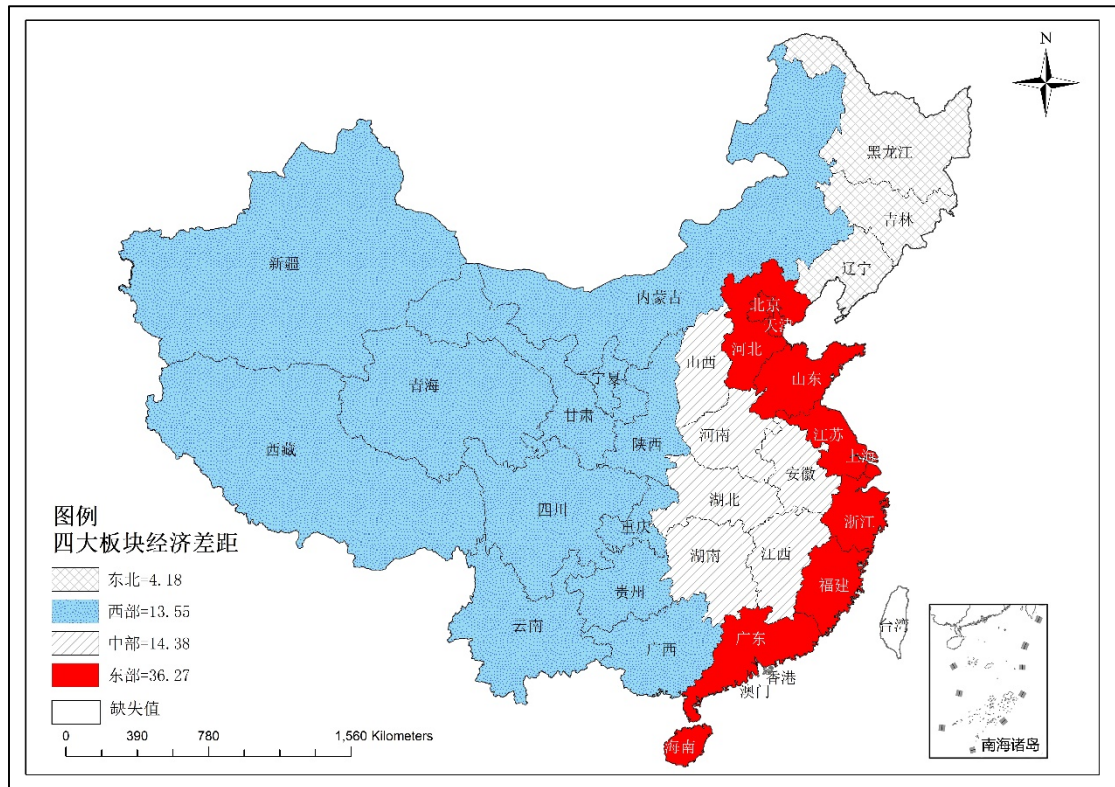 N
黑龙江
吉林
辽宁
新疆
内蒙古
北京
天津
河北
山西
山东
青海
宁夏
甘肃
陕西
河南
江苏
西藏
安徽
上海
四川
湖北
重庆
浙江
湖南
江西
贵州
福建
云南
广西
广东
台湾
香港
澳门
海南
图例
四大板块经济差距
东北=4.18
西部=13.55
中部=14.38
东部=36.27
缺失值
0 390 780 1,560 Kilometers
南海诸岛